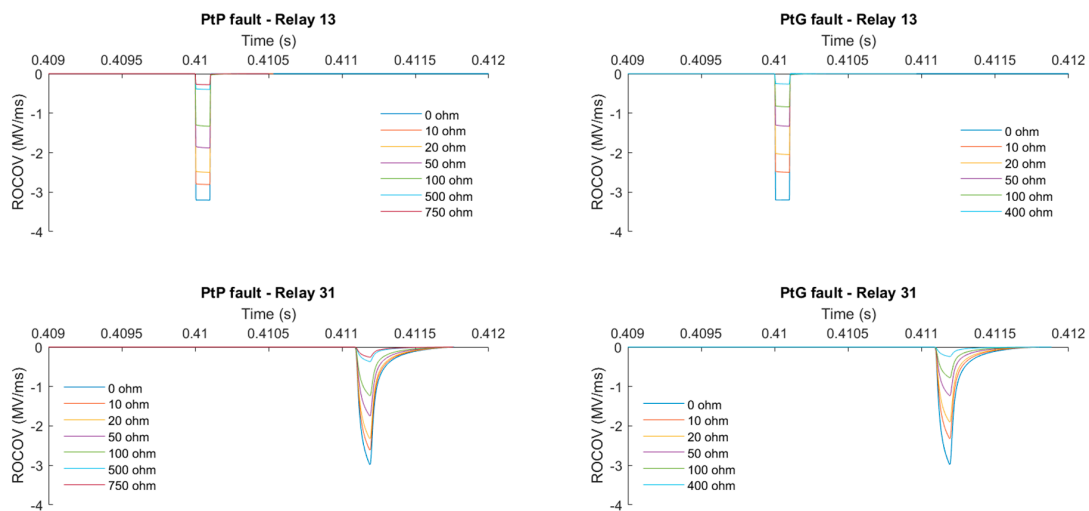 PtP fault - Relay 13
Time (s)
0.409 0.4095 0.41 0.4105 0.411 0.4115 0.412
0
-1
-2
-3
-4
ROCOV (MV/ms)
0 ohm
10 ohm
20 ohm
50 ohm
100 ohm
500 ohm
750 ohm
PtG fault - Relay 13
Time (s)
0.409 0.4095 0.41 0.4105 0.411 0.4115 0.412
0
-1
-2
-3
-4
ROCOV (MV/ms)
0 ohm
10 ohm
20 ohm
50 ohm
100 ohm
400 ohm
PtP fault - Relay 31
Time (s)
0.409 0.4095 0.41 0.4105 0.411 0.4115 0.412
0
-1
-2
-3
-4
ROCOV (MV/ms)
0 ohm
10 ohm
20 ohm
50 ohm
100 ohm
500 ohm
750 ohm
PtG fault - Relay 31
Time (s)
0.409 0.4095 0.41 0.4105 0.411 0.4115 0.412
0
-1
-2
-3
-4
ROCOV (MV/ms)
0 ohm
10 ohm
20 ohm
50 ohm
100 ohm
400 ohm